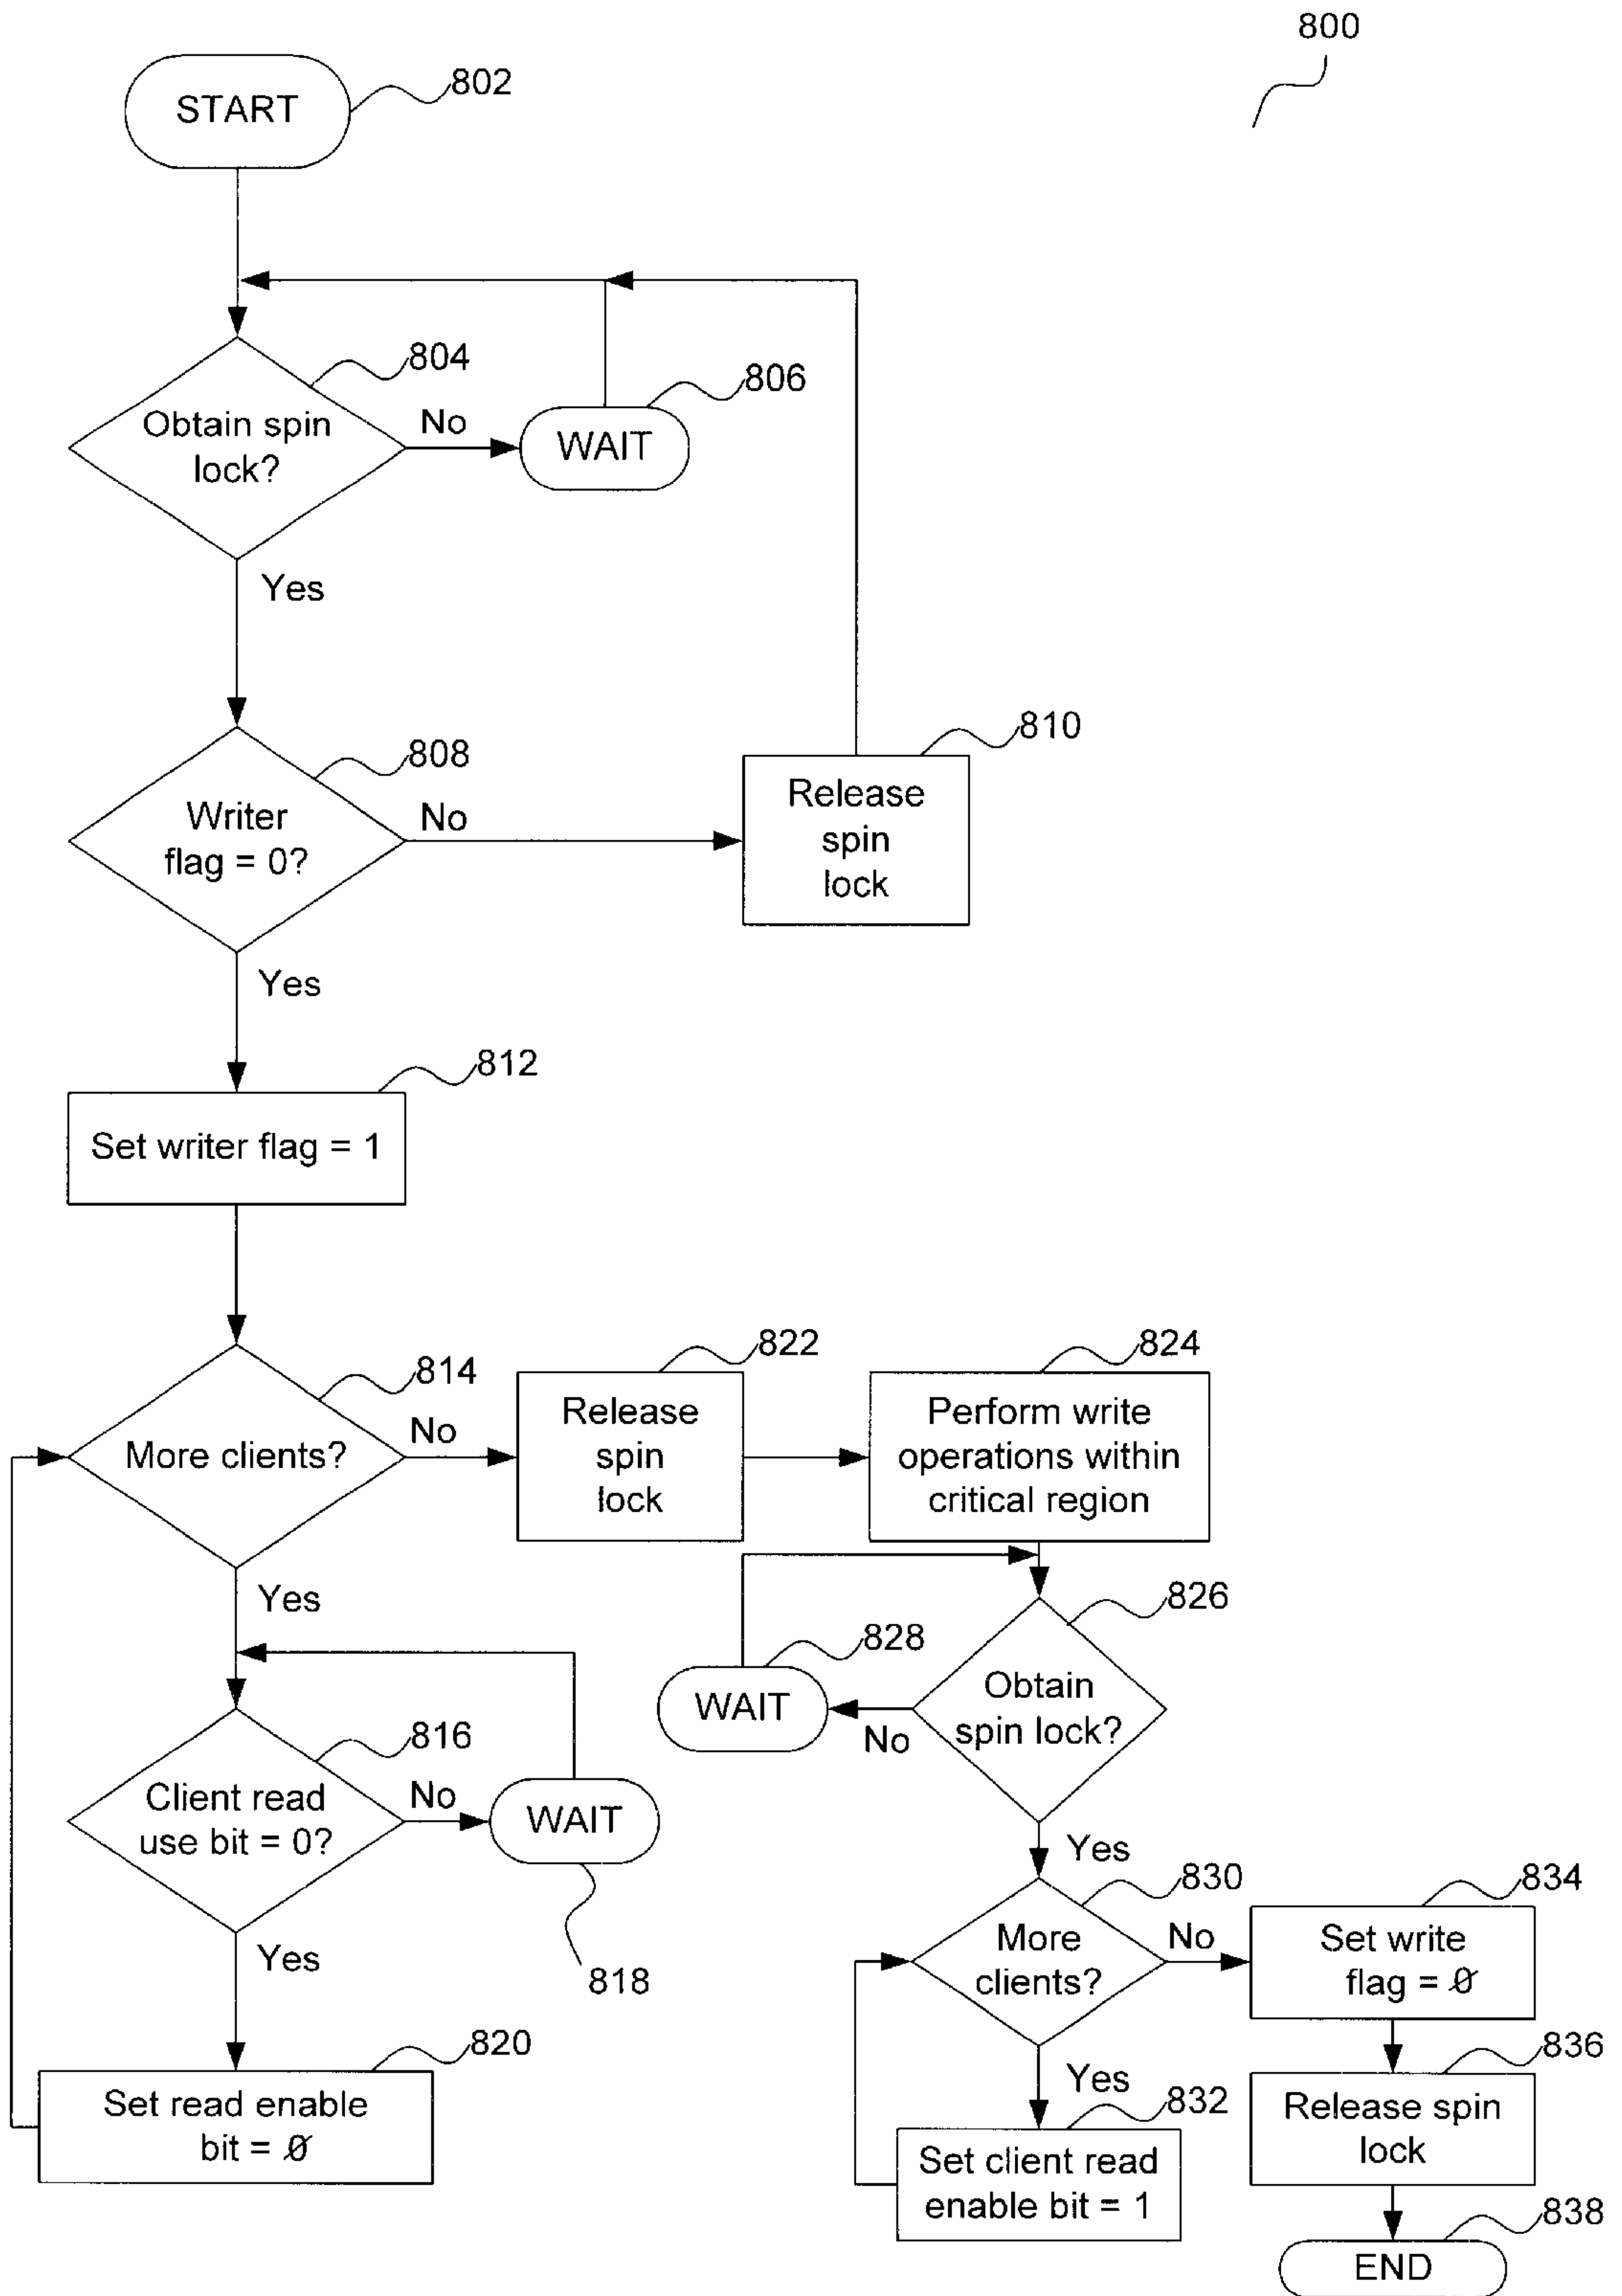 800
START
802
804
Obtain spin
lock?
No
WAIT
806
Yes
808
Writer
flag = 0?
No
810
Release
spin
lock
Yes
812
Set writer flag = 1
814
More clients?
No
822
Release
spin
lock
824
Perform write
operations within
critical region
Yes
826
Obtain
spin lock?
828
WAIT
No
816
Client read
use bit = 0?
No
WAIT
818
Yes
Yes
830
More
clients?
No
834
Set write
flag = 0̸
820
Set read enable
bit = 0̸
Yes
832
Set client read
enable bit = 1
836
Release spin
lock
838
END